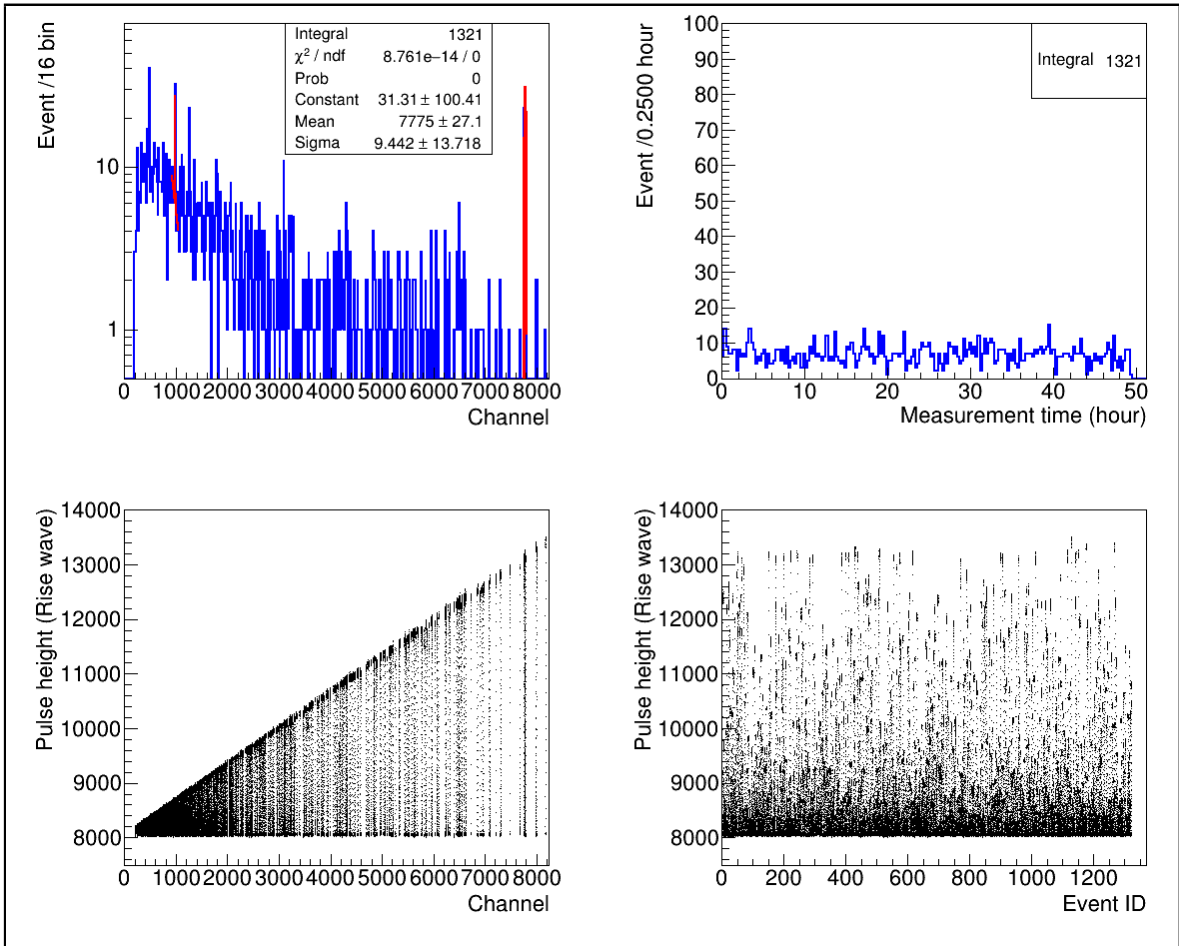 Event /16 bin
Integral 1321
χ² / ndf 8.761e−14 / 0
Prob 0
Constant 31.31 ± 100.41
Mean 7775 ± 27.1
Sigma 9.442 ± 13.718
10
1
0 1000 2000 3000 4000 5000 6000 7000 8000
Channel
Event /0.2500 hour
Integral 1321
100
90
80
70
60
50
40
30
20
10
0
0 10 20 30 40 50
Measurement time (hour)
Pulse height (Rise wave)
14000
13000
12000
11000
10000
9000
8000
0 1000 2000 3000 4000 5000 6000 7000 8000
Channel
Pulse height (Rise wave)
14000
13000
12000
11000
10000
9000
8000
0 200 400 600 800 1000 1200
Event ID